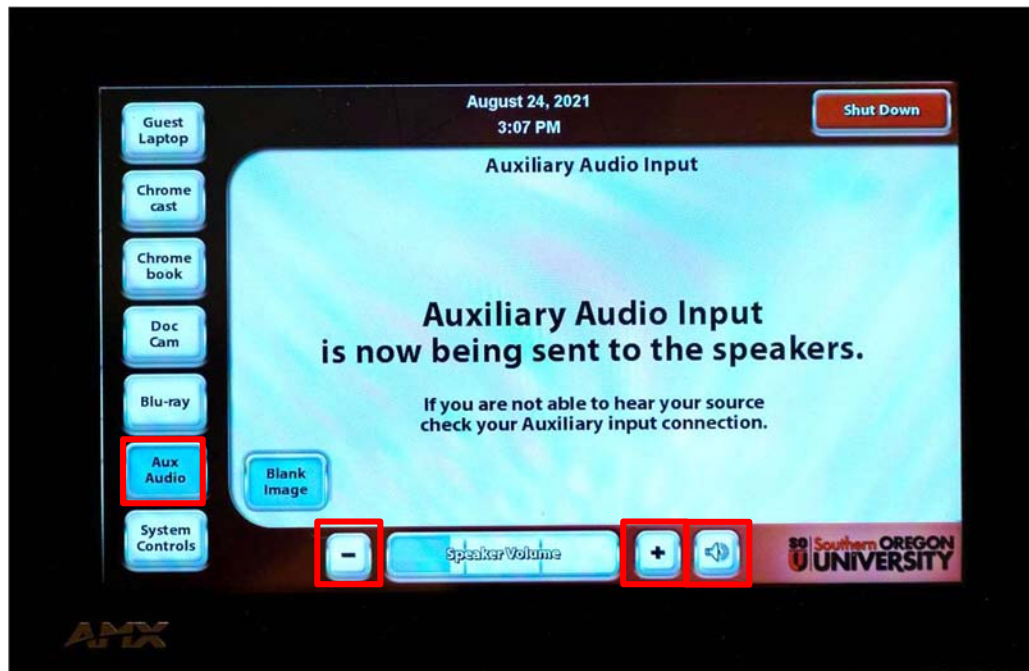 August 24, 2021
3:07 PM
Shut Down
Guest
Laptop
Chrome
cast
Chrome
book
Doc
Cam
Blu-ray
Aux
Audio
System
Controls
Auxiliary Audio Input
Auxiliary Audio Input
is now being sent to the speakers.
If you are not able to hear your source
check your Auxiliary input connection.
Blank
Image
-
Speaker Volume
+
SO
U
Southern OREGON
UNIVERSITY
AMX